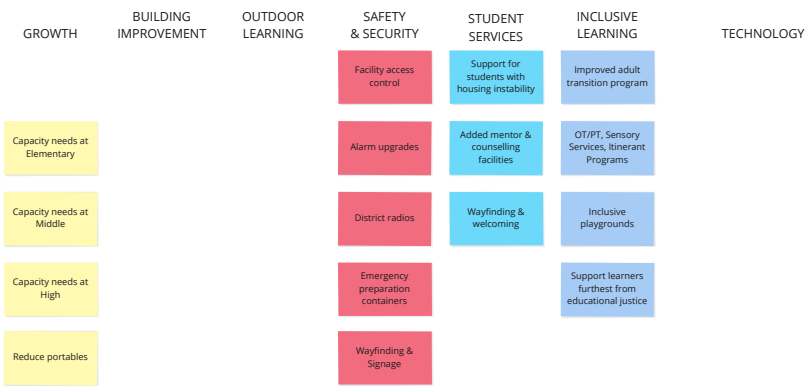 GROWTH
BUILDING
IMPROVEMENT
OUTDOOR
LEARNING
SAFETY
& SECURITY
STUDENT
SERVICES
INCLUSIVE
LEARNING
TECHNOLOGY
Facility access
control
Support for
students with
housing instability
Improved adult
transition program
Capacity needs at
Elementary
Alarm upgrades
Added mentor &
counselling
facilities
OT/PT, Sensory
Services, Itinerant
Programs
Capacity needs at
Middle
District radios
Wayfinding &
welcoming
Inclusive
playgrounds
Capacity needs at
High
Emergency
preparation
containers
Support learners
furthest from
educational justice
Reduce portables
Wayfinding &
Signage